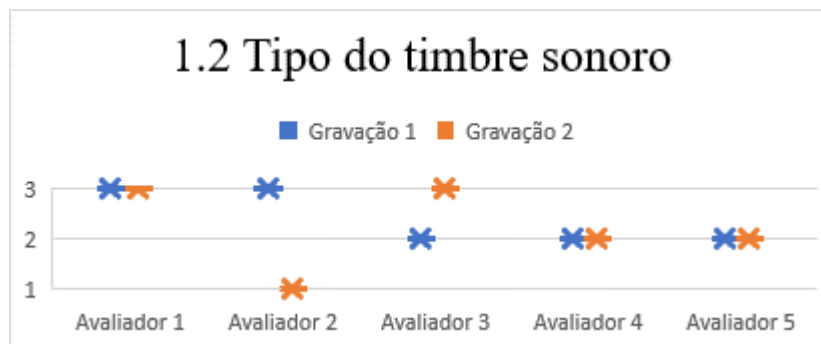 1.2 Tipo do timbre sonoro
Gravação 1 Gravação 2
3
2
1
Avaliador 1 Avaliador 2 Avaliador 3 Avaliador 4 Avaliador 5